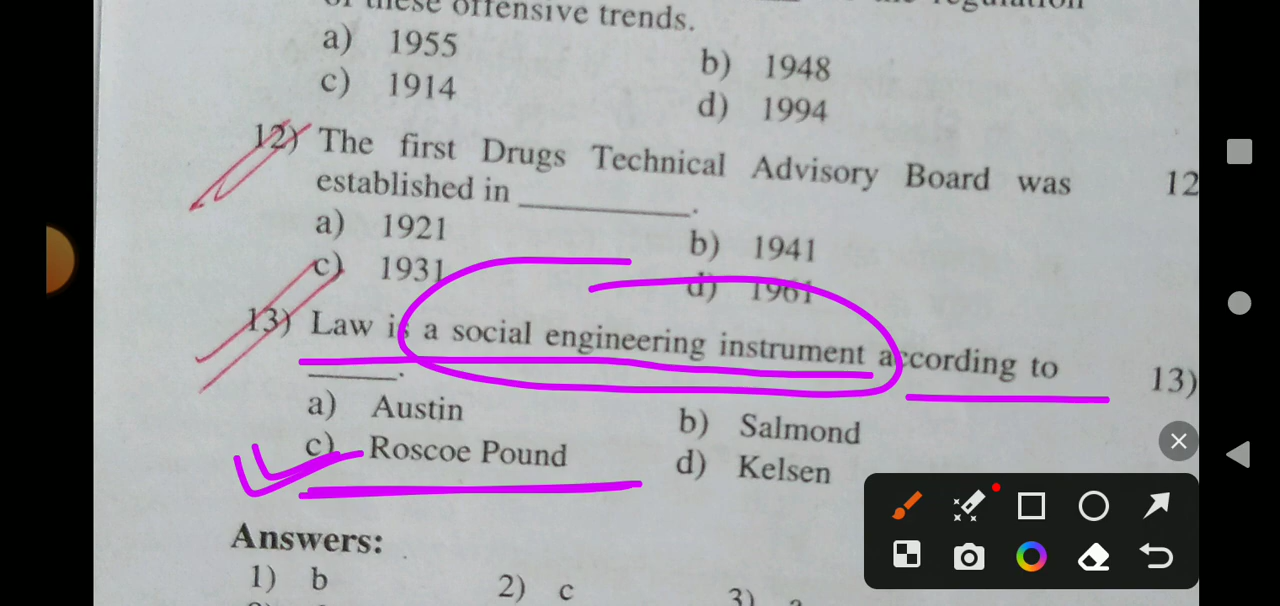 of these offensive trends.
a) 1955 b) 1948
c) 1914 d) 1994
12) The first Drugs Technical Advisory Board was
established in ________.
a) 1921 b) 1941
c) 1931 d) 1961
13) Law is a social engineering instrument according to
______.
a) Austin b) Salmond
c) Roscoe Pound d) Kelsen
Answers:
1) b 2) c 3) a
12
13)